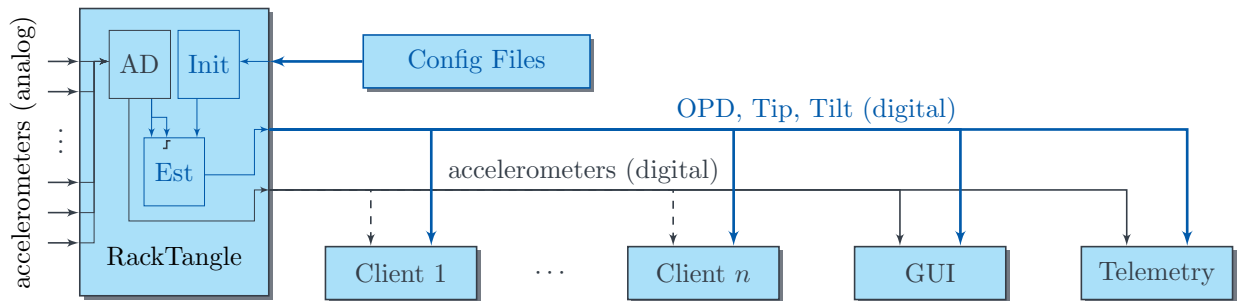 accelerometers (analog)
...
AD
Init
Est
RackTangle
Config Files
OPD, Tip, Tilt (digital)
accelerometers (digital)
Client 1
...
Client n
GUI
Telemetry